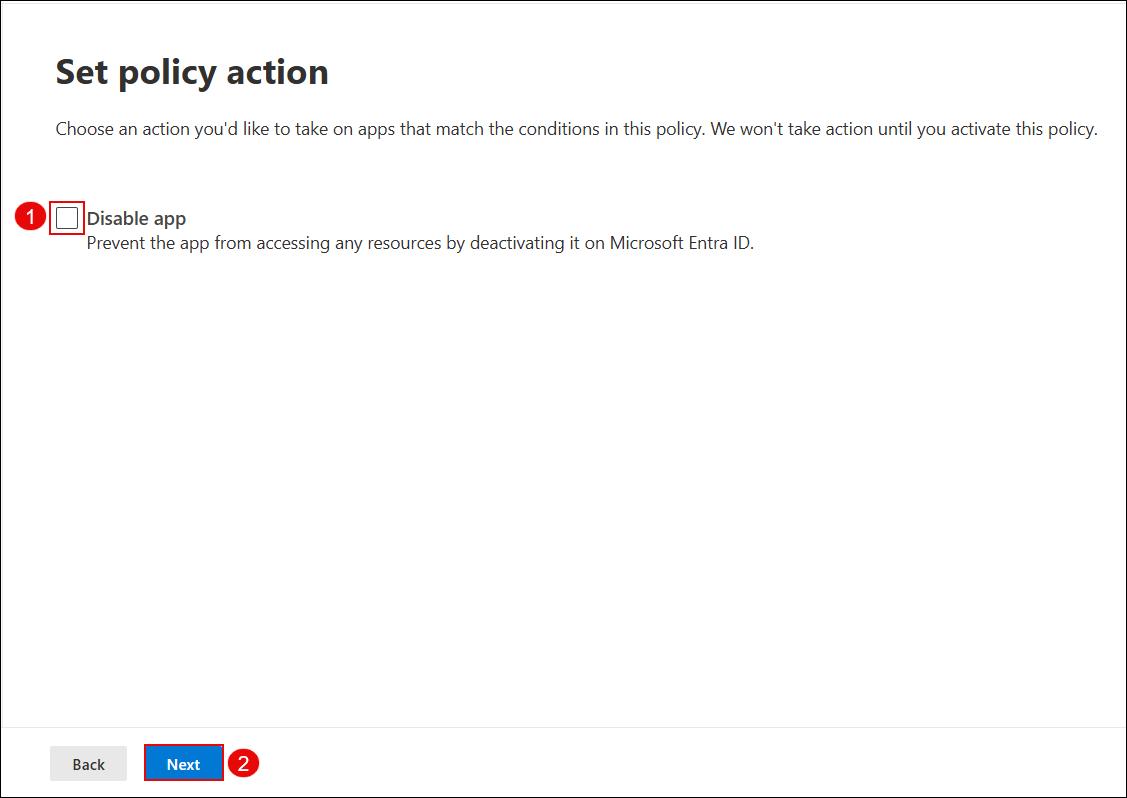 Set policy action
Choose an action you'd like to take on apps that match the conditions in this policy. We won't take action until you activate this policy.
1 Disable app
Prevent the app from accessing any resources by deactivating it on Microsoft Entra ID.
Back Next 2